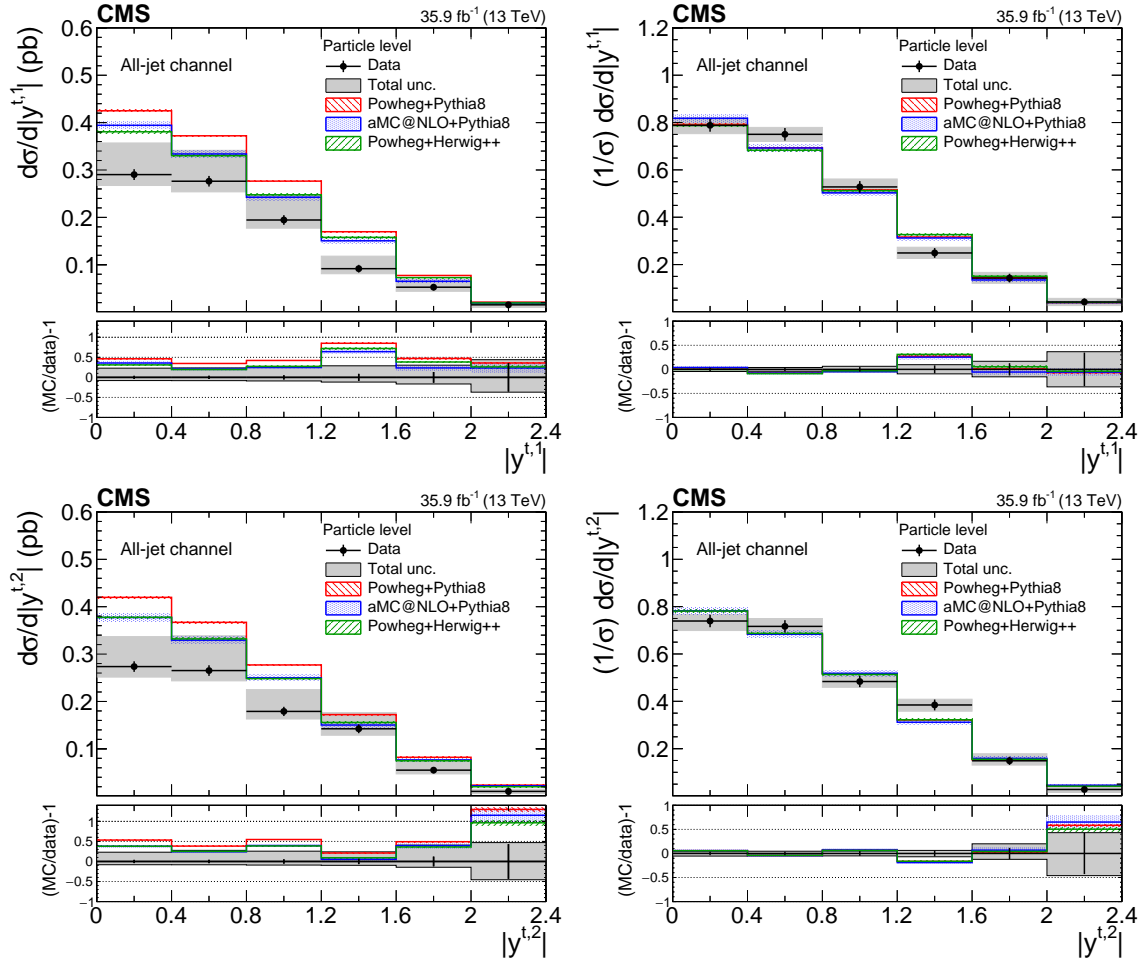 CMS 35.9 fb⁻¹ (13 TeV)
dσ/d|y^{t,1}| (pb)
0.6
0.5
0.4
0.3
0.2
0.1
All-jet channel
Particle level
Data
Total unc.
Powheg+Pythia8
aMC@NLO+Pythia8
Powheg+Herwig++
(MC/data)-1
1
0.5
0
−0.5
−1
0 0.4 0.8 1.2 1.6 2 2.4
|y^{t,1}|
CMS 35.9 fb⁻¹ (13 TeV)
(1/σ) dσ/d|y^{t,1}|
1.2
1
0.8
0.6
0.4
0.2
All-jet channel
Particle level
Data
Total unc.
Powheg+Pythia8
aMC@NLO+Pythia8
Powheg+Herwig++
(MC/data)-1
1
0.5
0
−0.5
−1
0 0.4 0.8 1.2 1.6 2 2.4
|y^{t,1}|
CMS 35.9 fb⁻¹ (13 TeV)
dσ/d|y^{t,2}| (pb)
0.6
0.5
0.4
0.3
0.2
0.1
All-jet channel
Particle level
Data
Total unc.
Powheg+Pythia8
aMC@NLO+Pythia8
Powheg+Herwig++
(MC/data)-1
1
0.5
0
−0.5
−1
0 0.4 0.8 1.2 1.6 2 2.4
|y^{t,2}|
CMS 35.9 fb⁻¹ (13 TeV)
(1/σ) dσ/d|y^{t,2}|
1.2
1
0.8
0.6
0.4
0.2
All-jet channel
Particle level
Data
Total unc.
Powheg+Pythia8
aMC@NLO+Pythia8
Powheg+Herwig++
(MC/data)-1
1
0.5
0
−0.5
−1
0 0.4 0.8 1.2 1.6 2 2.4
|y^{t,2}|